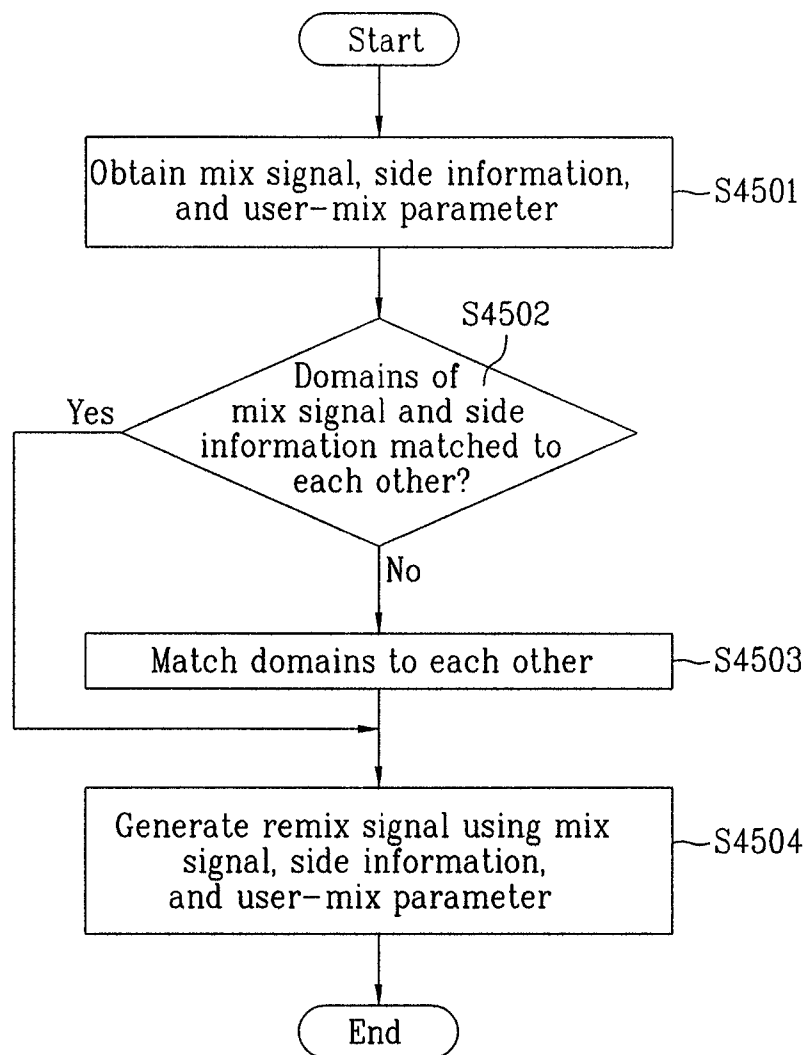 Start
Obtain mix signal, side information,
and user-mix parameter
S4501
S4502
Domains of
mix signal and side
information matched to
each other?
Yes
No
Match domains to each other
S4503
Generate remix signal using mix
signal, side information,
and user-mix parameter
S4504
End